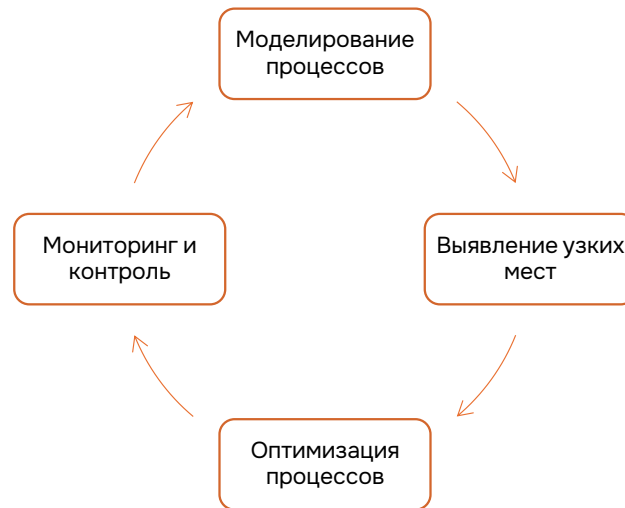 Моделирование
процессов
Мониторинг и
контроль
Выявление узких
мест
Оптимизация
процессов